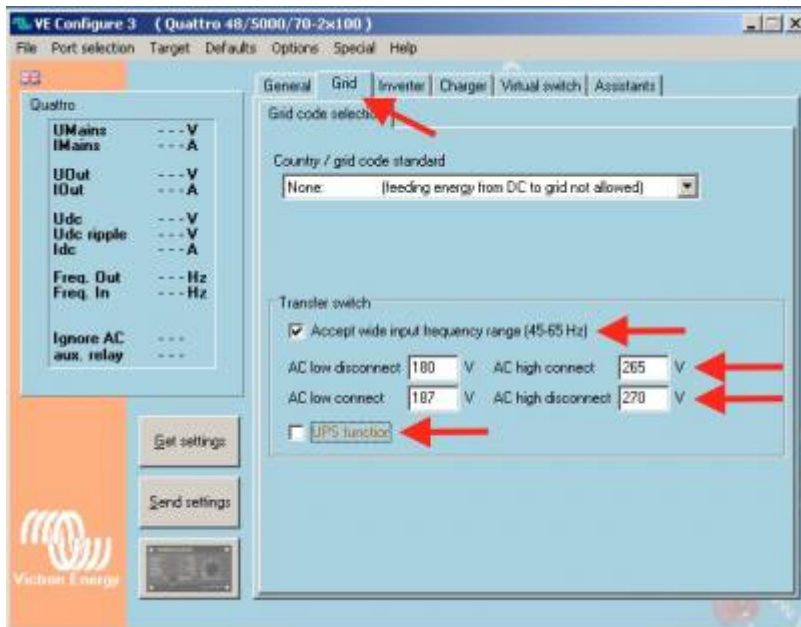 VE Configure 3 ( Quattro 48/5000/70-2x100 )
File Port selection Target Defaults Options Special Help
General Grid Inverter Charger Virtual switch Assistants
Quattro
Grid code selection
UMains ---V
IMains ---A
UOut ---V
IOut ---A
Udc ---V
Udc ripple ---V
Idc ---A
Freq. Out ---Hz
Freq. In ---Hz
Ignore AC ---
aux. relay ---
Country / grid code standard
None: (feeding energy from DC to grid not allowed)
Transfer switch
Accept wide input frequency range (45-65 Hz)
AC low disconnect 180 V AC high connect 265 V
AC low connect 187 V AC high disconnect 270 V
UPS function
Get settings
Send settings
Victron Energy